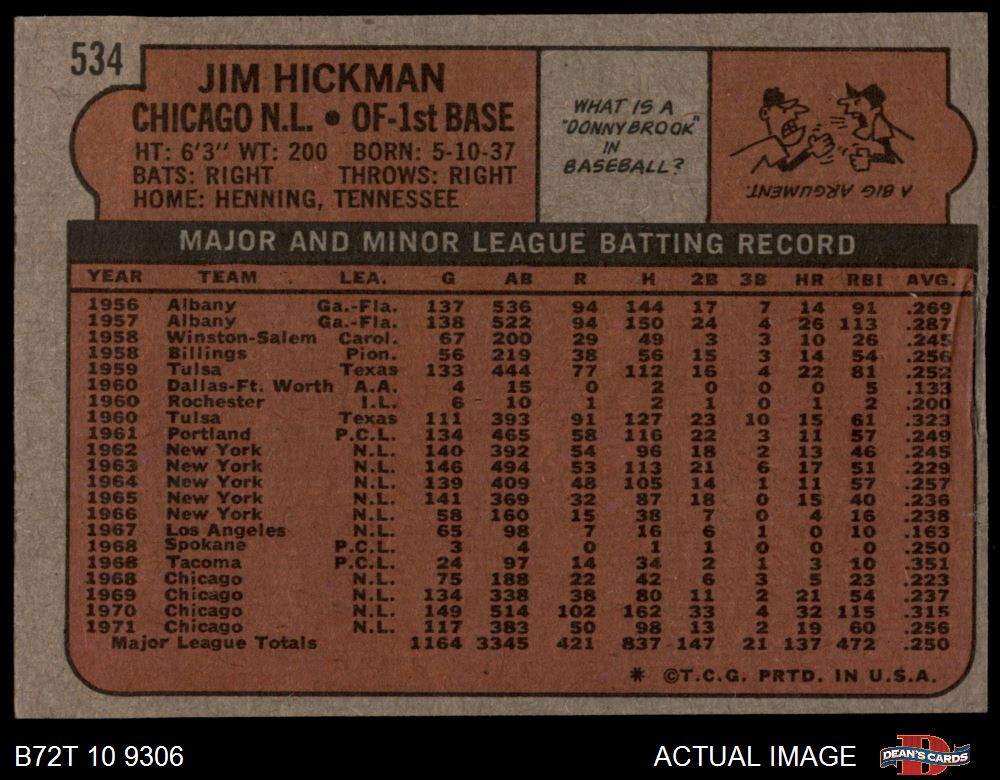 534
JIM HICKMAN
CHICAGO N.L. • OF-1st BASE
HT: 6'3" WT: 200 BORN: 5-10-37
BATS: RIGHT THROWS: RIGHT
HOME: HENNING, TENNESSEE
WHAT IS A
"DONNYBROOK"
IN
BASEBALL?
A BIG ARGUMENT.
MAJOR AND MINOR LEAGUE BATTING RECORD
YEAR TEAM LEA. G AB R H 2B 3B HR RBI AVG.
1956 Albany Ga.-Fla. 137 536 94 144 17 7 14 91 .269
1957 Albany Ga.-Fla. 138 522 94 150 24 4 26 113 .287
1958 Winston-Salem Carol. 67 200 29 49 3 3 10 26 .245
1958 Billings Pion. 56 219 38 56 15 3 14 54 .256
1959 Tulsa Texas 133 444 77 112 16 4 22 81 .252
1960 Dallas-Ft. Worth A.A. 4 15 0 2 0 0 0 5 .133
1960 Rochester I.L. 6 10 1 2 1 0 1 2 .200
1960 Tulsa Texas 111 393 91 127 23 10 15 61 .323
1961 Portland P.C.L. 134 465 58 116 22 3 11 57 .249
1962 New York N.L. 140 392 54 96 18 2 13 46 .245
1963 New York N.L. 146 494 53 113 21 6 17 51 .229
1964 New York N.L. 139 409 48 105 14 1 11 57 .257
1965 New York N.L. 141 369 32 87 18 0 15 40 .236
1966 New York N.L. 58 160 15 38 7 0 4 16 .238
1967 Los Angeles N.L. 65 98 7 16 6 1 0 10 .163
1968 Spokane P.C.L. 3 4 0 1 1 0 0 0 .250
1968 Tacoma P.C.L. 24 97 14 34 2 1 3 10 .351
1968 Chicago N.L. 75 188 22 42 6 3 5 23 .223
1969 Chicago N.L. 134 338 38 80 11 2 21 54 .237
1970 Chicago N.L. 149 514 102 162 33 4 32 115 .315
1971 Chicago N.L. 117 383 50 98 13 2 19 60 .256
Major League Totals 1164 3345 421 837 147 21 137 472 .250
* ©T.C.G. PRTD. IN U.S.A.
B72T 10 9306
ACTUAL IMAGE
DEAN'S CARDS